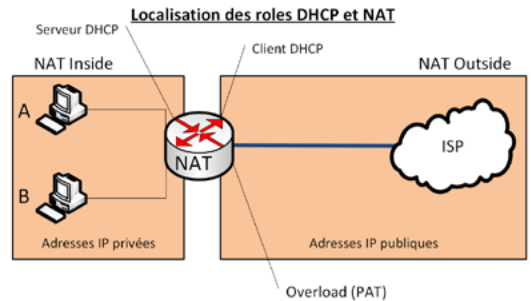 Localisation des roles DHCP et NAT
Serveur DHCP
Client DHCP
NAT Inside
NAT Outside
A
NAT
ISP
B
Adresses IP privées
Adresses IP publiques
Overload (PAT)